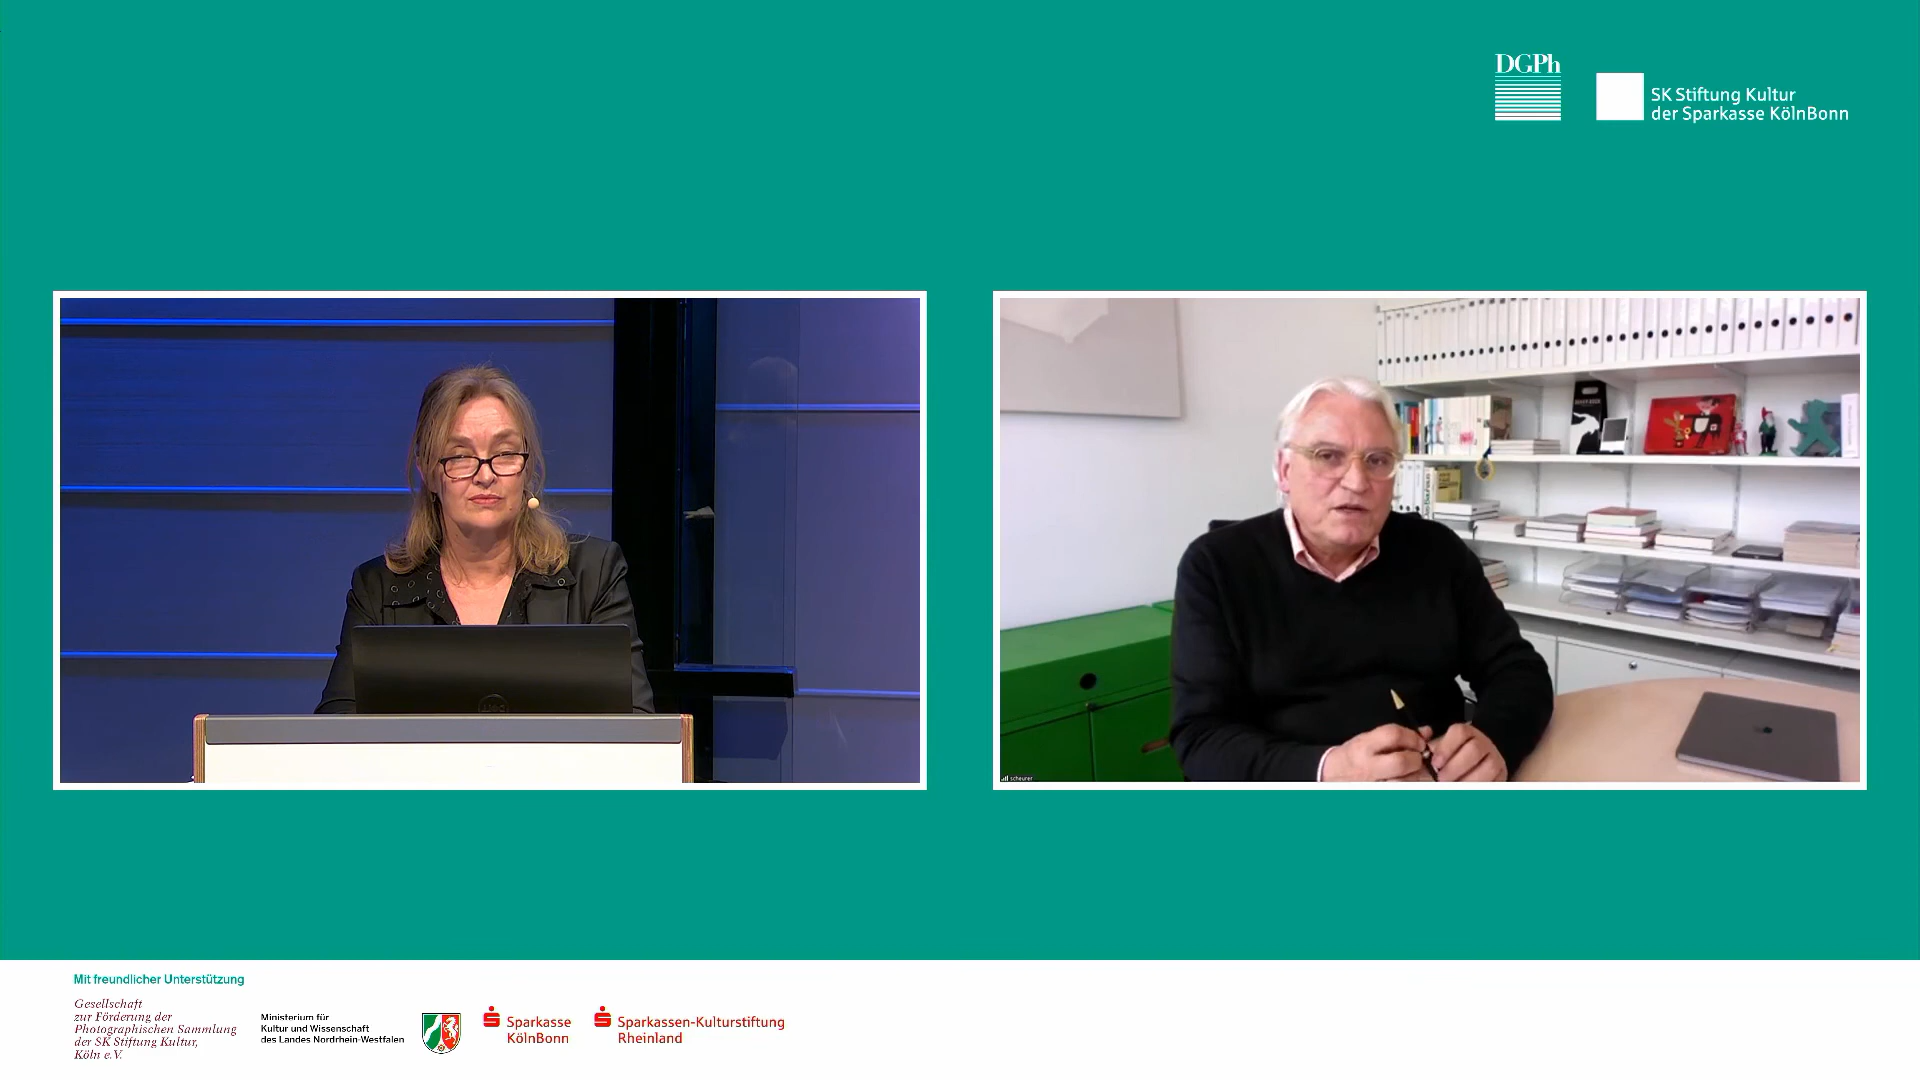 DGPh
SK Stiftung Kultur
der Sparkasse KölnBonn
DELL
scheurer
Mit freundlicher Unterstützung
Gesellschaft
zur Förderung der
Photographischen Sammlung
der SK Stiftung Kultur,
Köln e.V.
Ministerium für
Kultur und Wissenschaft
des Landes Nordrhein-Westfalen
Sparkasse
KölnBonn
Sparkassen-Kulturstiftung
Rheinland